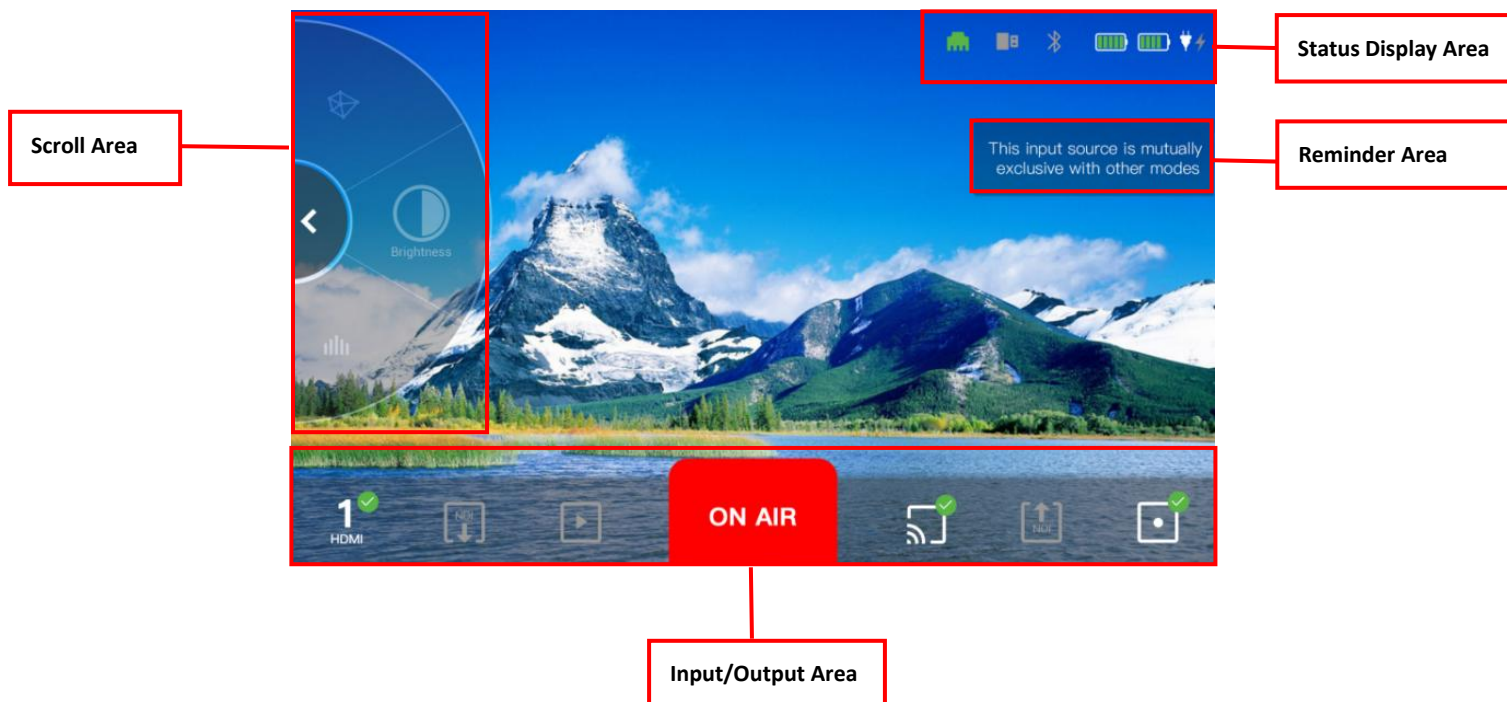 Status Display Area
Scroll Area
This input source is mutually
exclusive with other modes
Reminder Area
Brightness
1
HDMI
NDI
ON AIR
NDI
Input/Output Area